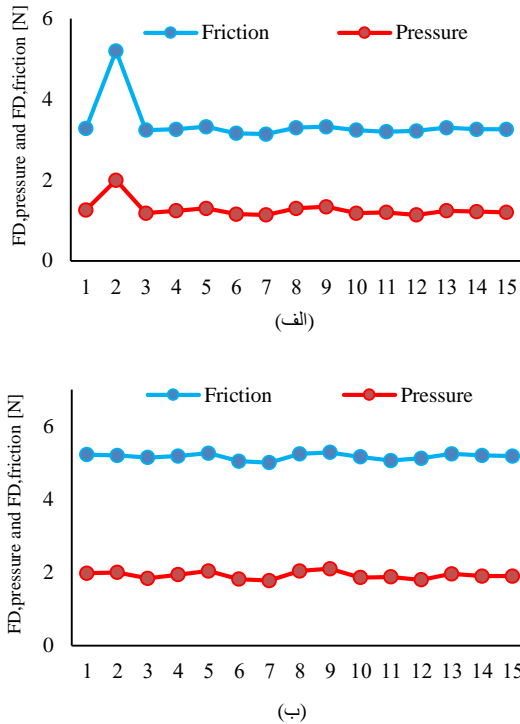 6
Friction Pressure
4
2
0
FD,pressure and FD,friction [N]
1 2 3 4 5 6 7 8 9 10 11 12 13 14 15
(الف)
Friction Pressure
6
4
2
0
FD,pressure and FD,friction [N]
1 2 3 4 5 6 7 8 9 10 11 12 13 14 15
(ب)